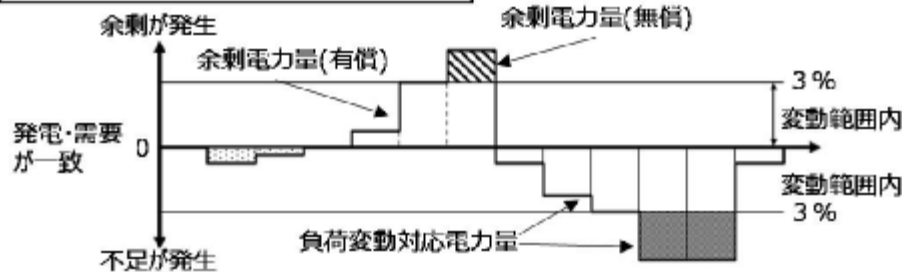 余剰が発生
余剰電力量(無償)
余剰電力量(有償)
3%
変動範囲内
発電・需要
が一致
0
変動範囲内
3%
負荷変動対応電力量
不足が発生